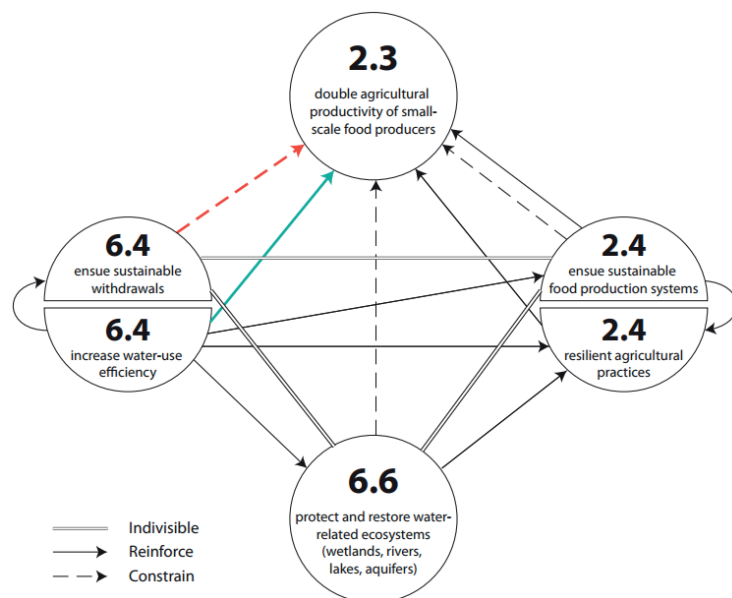 2.3
double agricultural
productivity of small-
scale food producers
6.4
ensue sustainable
withdrawals
6.4
increase water-use
efficiency
2.4
ensue sustainable
food production systems
2.4
resilient agricultural
practices
6.6
protect and restore water-
related ecosystems
(wetlands, rivers,
lakes, aquifers)
Indivisible
Reinforce
Constrain